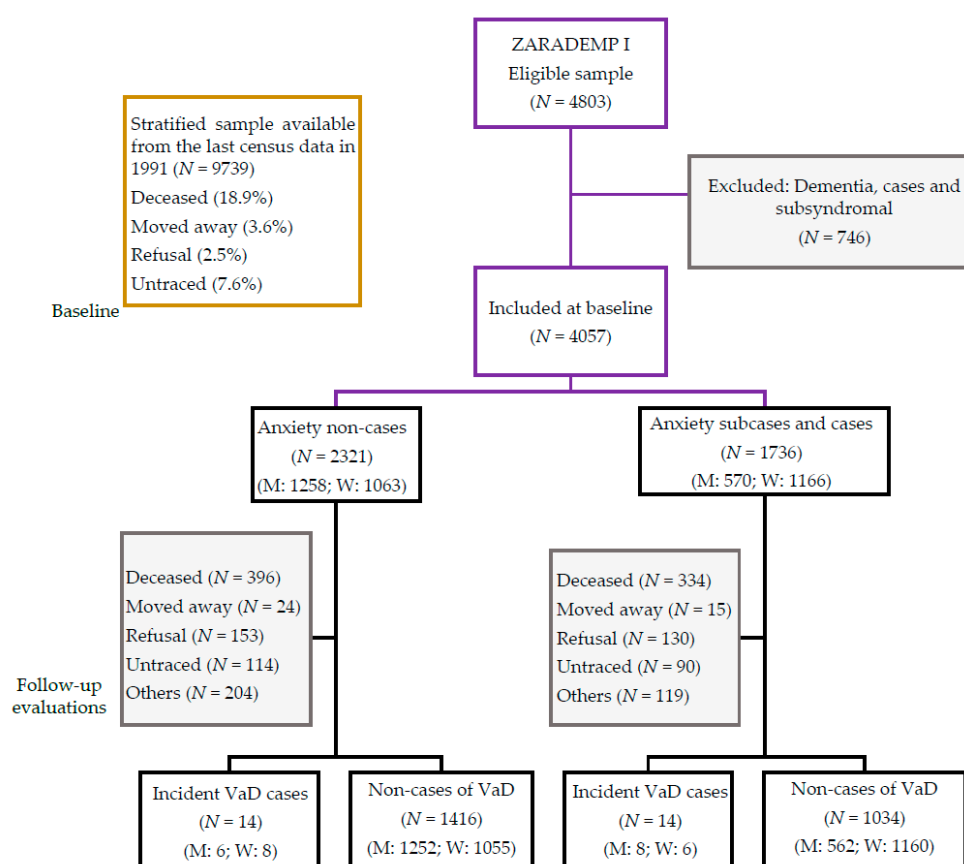 ZARADEMP I
Eligible sample
(N = 4803)
Stratified sample available
from the last census data in
1991 (N = 9739)
Deceased (18.9%)
Moved away (3.6%)
Refusal (2.5%)
Untraced (7.6%)
Excluded: Dementia, cases and
subsyndromal
(N = 746)
Baseline
Included at baseline
(N = 4057)
Anxiety non-cases
(N = 2321)
(M: 1258; W: 1063)
Anxiety subcases and cases
(N = 1736)
(M: 570; W: 1166)
Deceased (N = 396)
Moved away (N = 24)
Refusal (N = 153)
Untraced (N = 114)
Others (N = 204)
Deceased (N = 334)
Moved away (N = 15)
Refusal (N = 130)
Untraced (N = 90)
Others (N = 119)
Follow-up
evaluations
Incident VaD cases
(N = 14)
(M: 6; W: 8)
Non-cases of VaD
(N = 1416)
(M: 1252; W: 1055)
Incident VaD cases
(N = 14)
(M: 8; W: 6)
Non-cases of VaD
(N = 1034)
(M: 562; W: 1160)